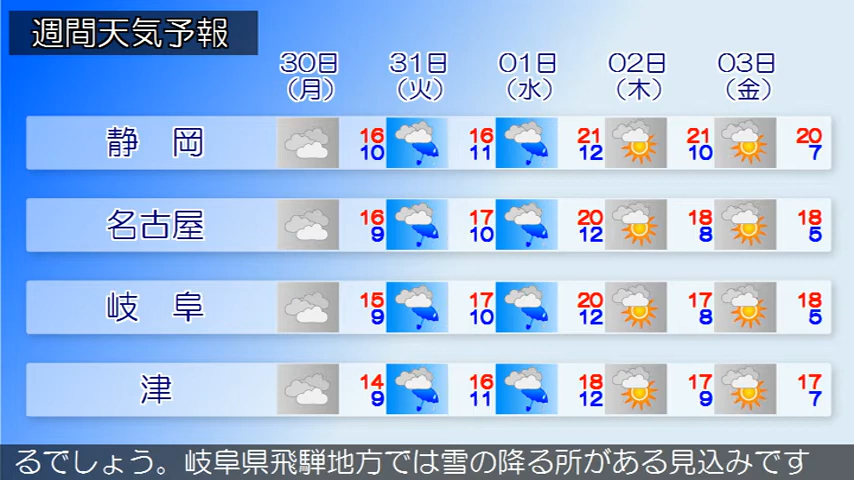 週間天気予報
30日 31日 01日 02日 03日
(月) (火) (水) (木) (金)
静岡 16 16 21 21 20
10 11 12 10 7
名古屋 16 17 20 18 18
9 10 12 8 5
岐阜 15 17 20 17 18
9 10 12 8 5
津 14 16 18 17 17
9 11 12 9 7
るでしょう。岐阜県飛騨地方では雪の降る所がある見込みです